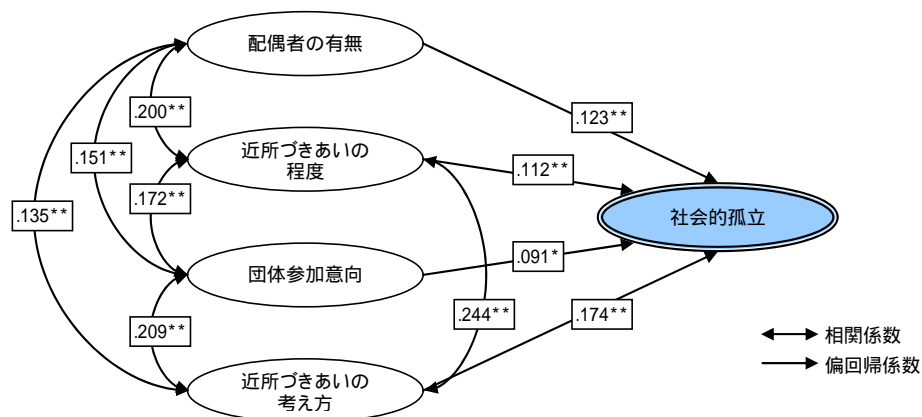 配偶者の有無
.200**
.123**
.151**
近所づきあいの
程度
.112**
.172**
.135**
社会的孤立
団体参加意向
.091*
.209**
.244**
.174**
近所づきあいの
考え方
相関係数
偏回帰係数